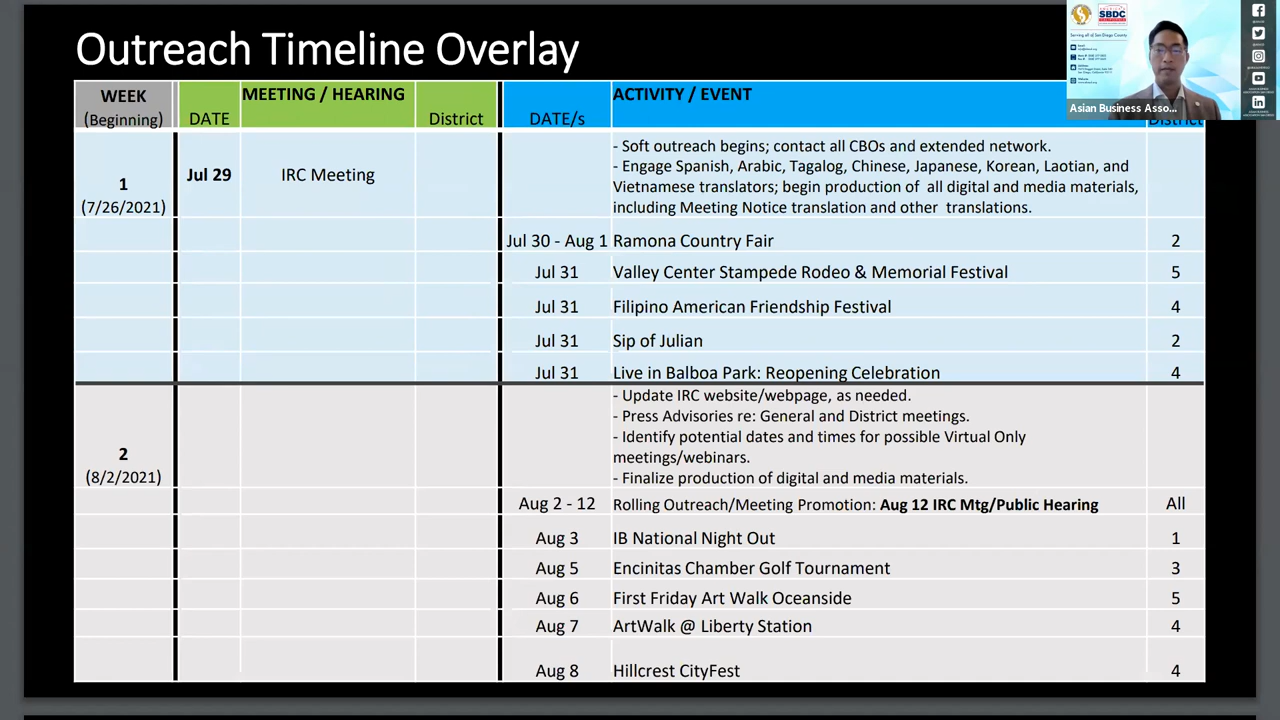 Outreach Timeline Overlay
AMERICA'S
SBDC
CALIFORNIA
Serving all of San Diego County
Asian Business Asso...
WEEK
(Beginning)
DATE
MEETING / HEARING
District
DATE/s
ACTIVITY / EVENT
District
1
(7/26/2021)
Jul 29
IRC Meeting
- Soft outreach begins; contact all CBOs and extended network.
- Engage Spanish, Arabic, Tagalog, Chinese, Japanese, Korean, Laotian, and
Vietnamese translators; begin production of all digital and media materials,
including Meeting Notice translation and other translations.
Jul 30 - Aug 1 Ramona Country Fair 2
Jul 31 Valley Center Stampede Rodeo & Memorial Festival 5
Jul 31 Filipino American Friendship Festival 4
Jul 31 Sip of Julian 2
Jul 31 Live in Balboa Park: Reopening Celebration 4
2
(8/2/2021)
- Update IRC website/webpage, as needed.
- Press Advisories re: General and District meetings.
- Identify potential dates and times for possible Virtual Only
meetings/webinars.
- Finalize production of digital and media materials.
Aug 2 - 12 Rolling Outreach/Meeting Promotion: Aug 12 IRC Mtg/Public Hearing All
Aug 3 IB National Night Out 1
Aug 5 Encinitas Chamber Golf Tournament 3
Aug 6 First Friday Art Walk Oceanside 5
Aug 7 ArtWalk @ Liberty Station 4
Aug 8 Hillcrest CityFest 4